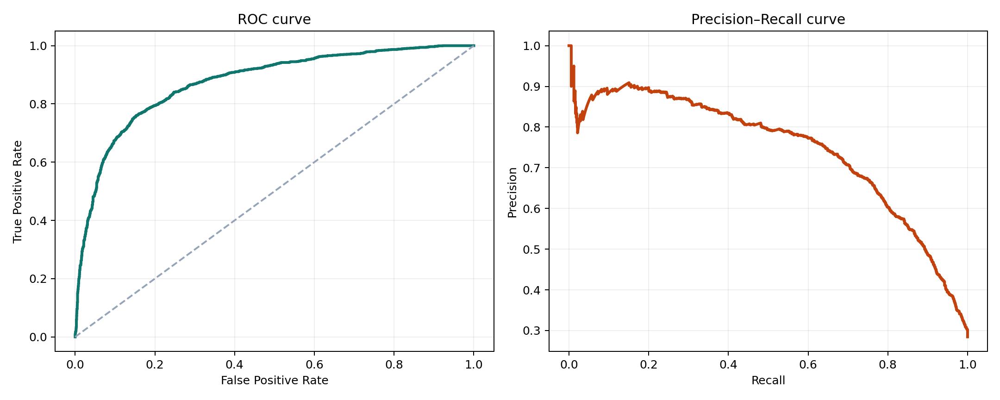 ROC curve
1.0
0.8
0.6
0.4
0.2
0.0
True Positive Rate
0.0 0.2 0.4 0.6 0.8 1.0
False Positive Rate
Precision–Recall curve
1.0
0.9
0.8
0.7
0.6
0.5
0.4
0.3
Precision
0.0 0.2 0.4 0.6 0.8 1.0
Recall